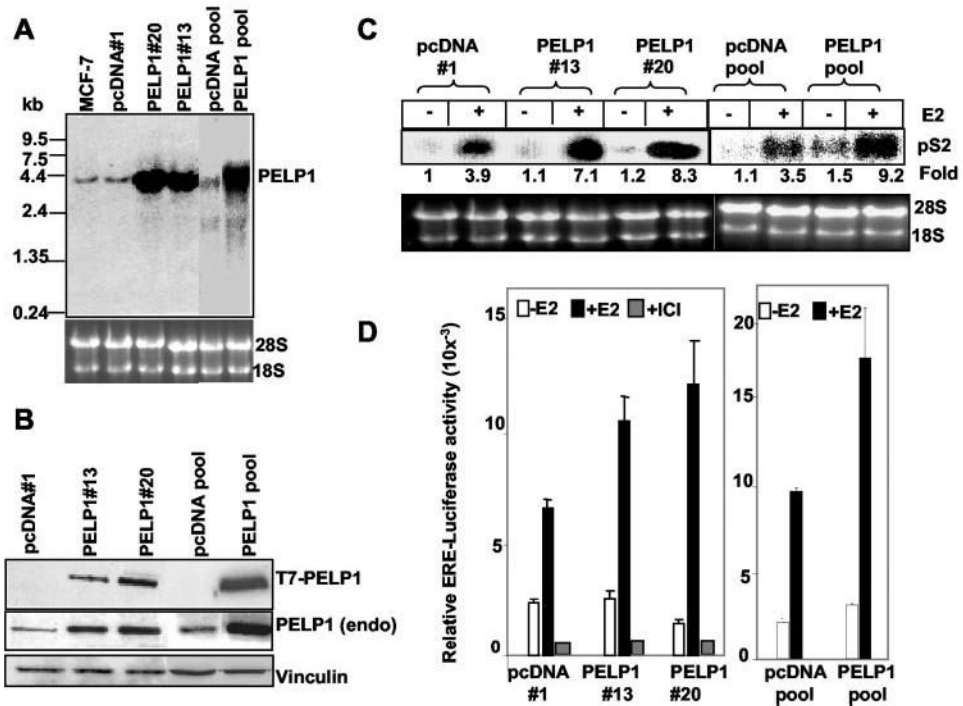 A
MCF-7
pcDNA#1
PELP1#20
PELP1#13
pcDNA pool
PELP1 pool
kb
9.5
7.5
4.4
2.4
1.35
0.24
PELP1
28S
18S
B
pcDNA#1
PELP1#13
PELP1#20
pcDNA pool
PELP1 pool
T7-PELP1
PELP1 (endo)
Vinculin
C
pcDNA PELP1 PELP1 pcDNA PELP1
#1 #13 #20 pool pool
- + - + - + - + - + E2
pS2
1 3.9 1.1 7.1 1.2 8.3 1.1 3.5 1.5 9.2 Fold
28S
18S
D
Relative ERE-Luciferase activity (10x⁻³)
15
10
5
0
-E2 +E2 +ICI
pcDNA PELP1 PELP1
#1 #13 #20
20
15
10
5
0
-E2 +E2
pcDNA PELP1
pool pool